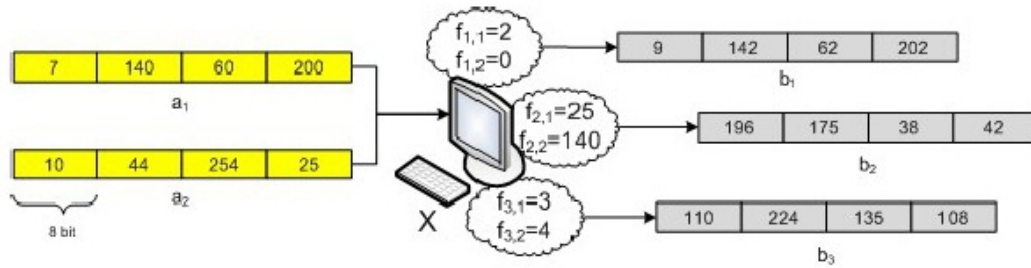 7 140 60 200
a1
10 44 254 25
a2
8 bit
X
f1,1=2
f1,2=0
f2,1=25
f2,2=140
f3,1=3
f3,2=4
9 142 62 202
b1
196 175 38 42
b2
110 224 135 108
b3